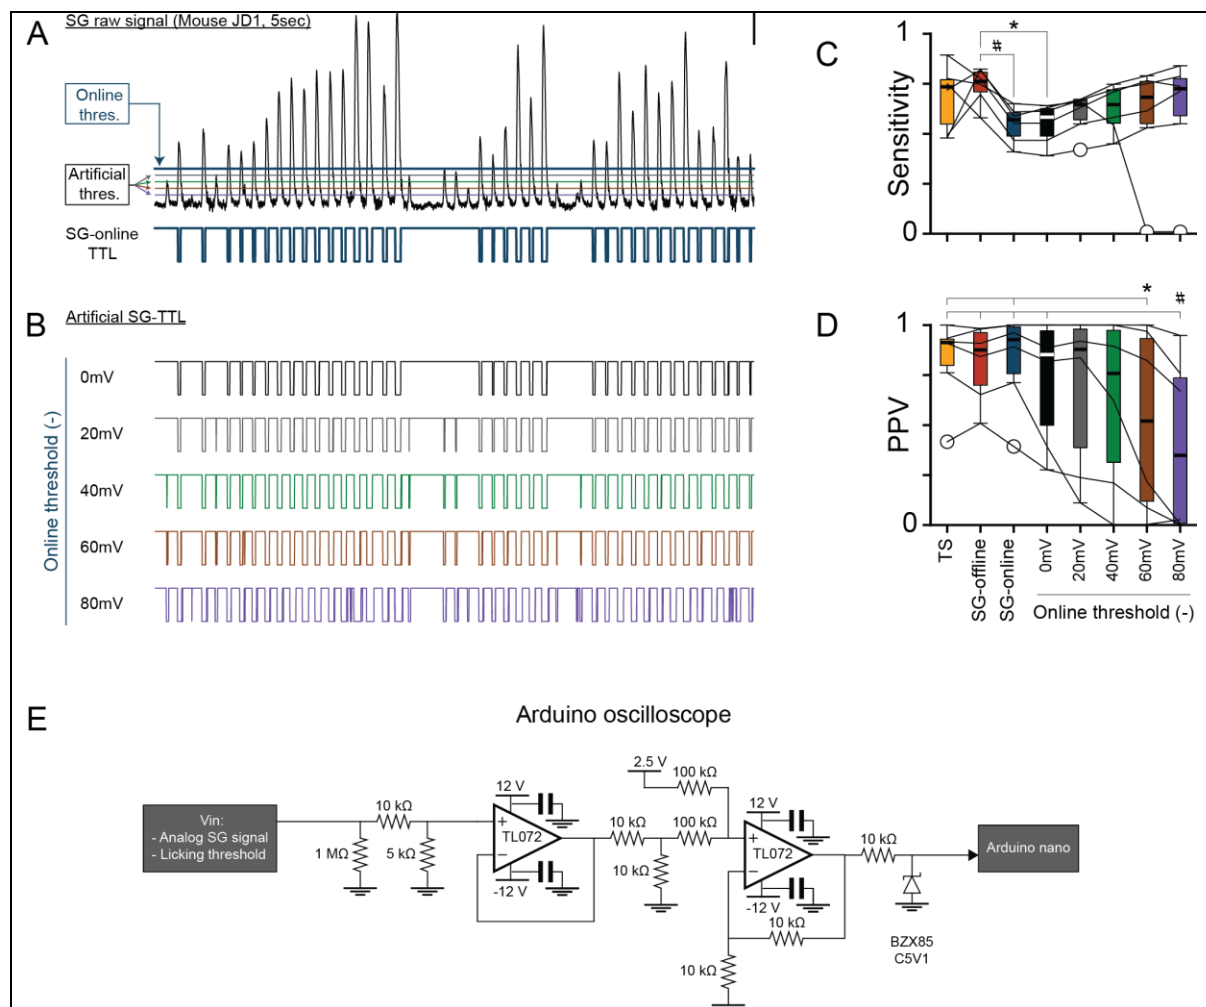 A
SG raw signal (Mouse JD1, 5sec)
Online
thres.
Artificial
thres.
SG-online
TTL
B
Artificial SG-TTL
Online threshold (-)
0mV
20mV
40mV
60mV
80mV
C
Sensitivity
1
0
*
#
D
PPV
1
0
*
#
TS
SG-offline
SG-online
0mV
20mV
40mV
60mV
80mV
Online threshold (-)
E
Arduino oscilloscope
Vin:
- Analog SG signal
- Licking threshold
1 MΩ
10 kΩ
5 kΩ
12 V
+
TL072
−
-12 V
10 kΩ
10 kΩ
2.5 V
100 kΩ
100 kΩ
12 V
+
TL072
−
-12 V
10 kΩ
10 kΩ
10 kΩ
BZX85
C5V1
Arduino nano